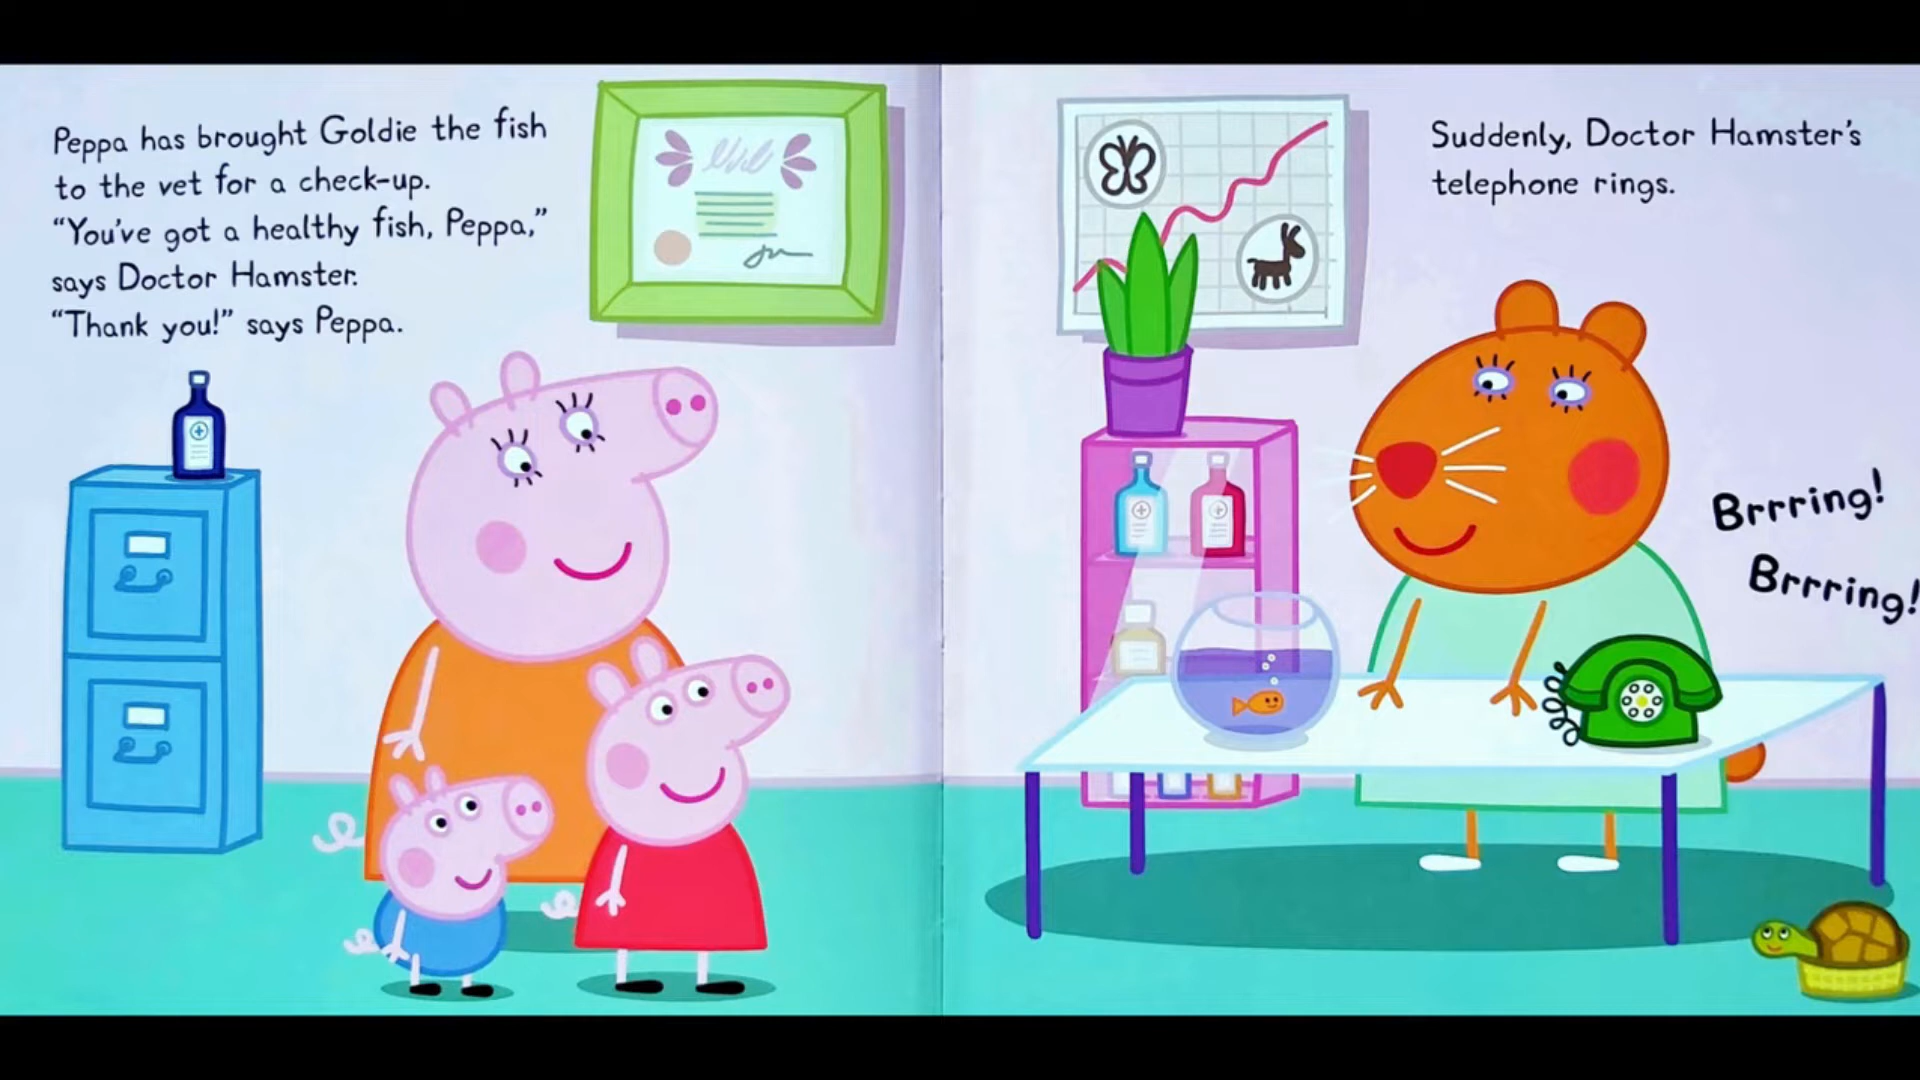 Peppa has brought Goldie the fish
to the vet for a check-up.
“You’ve got a healthy fish, Peppa,”
says Doctor Hamster.
“Thank you!” says Peppa.
Suddenly, Doctor Hamster’s
telephone rings.
Brrring!
Brrring!